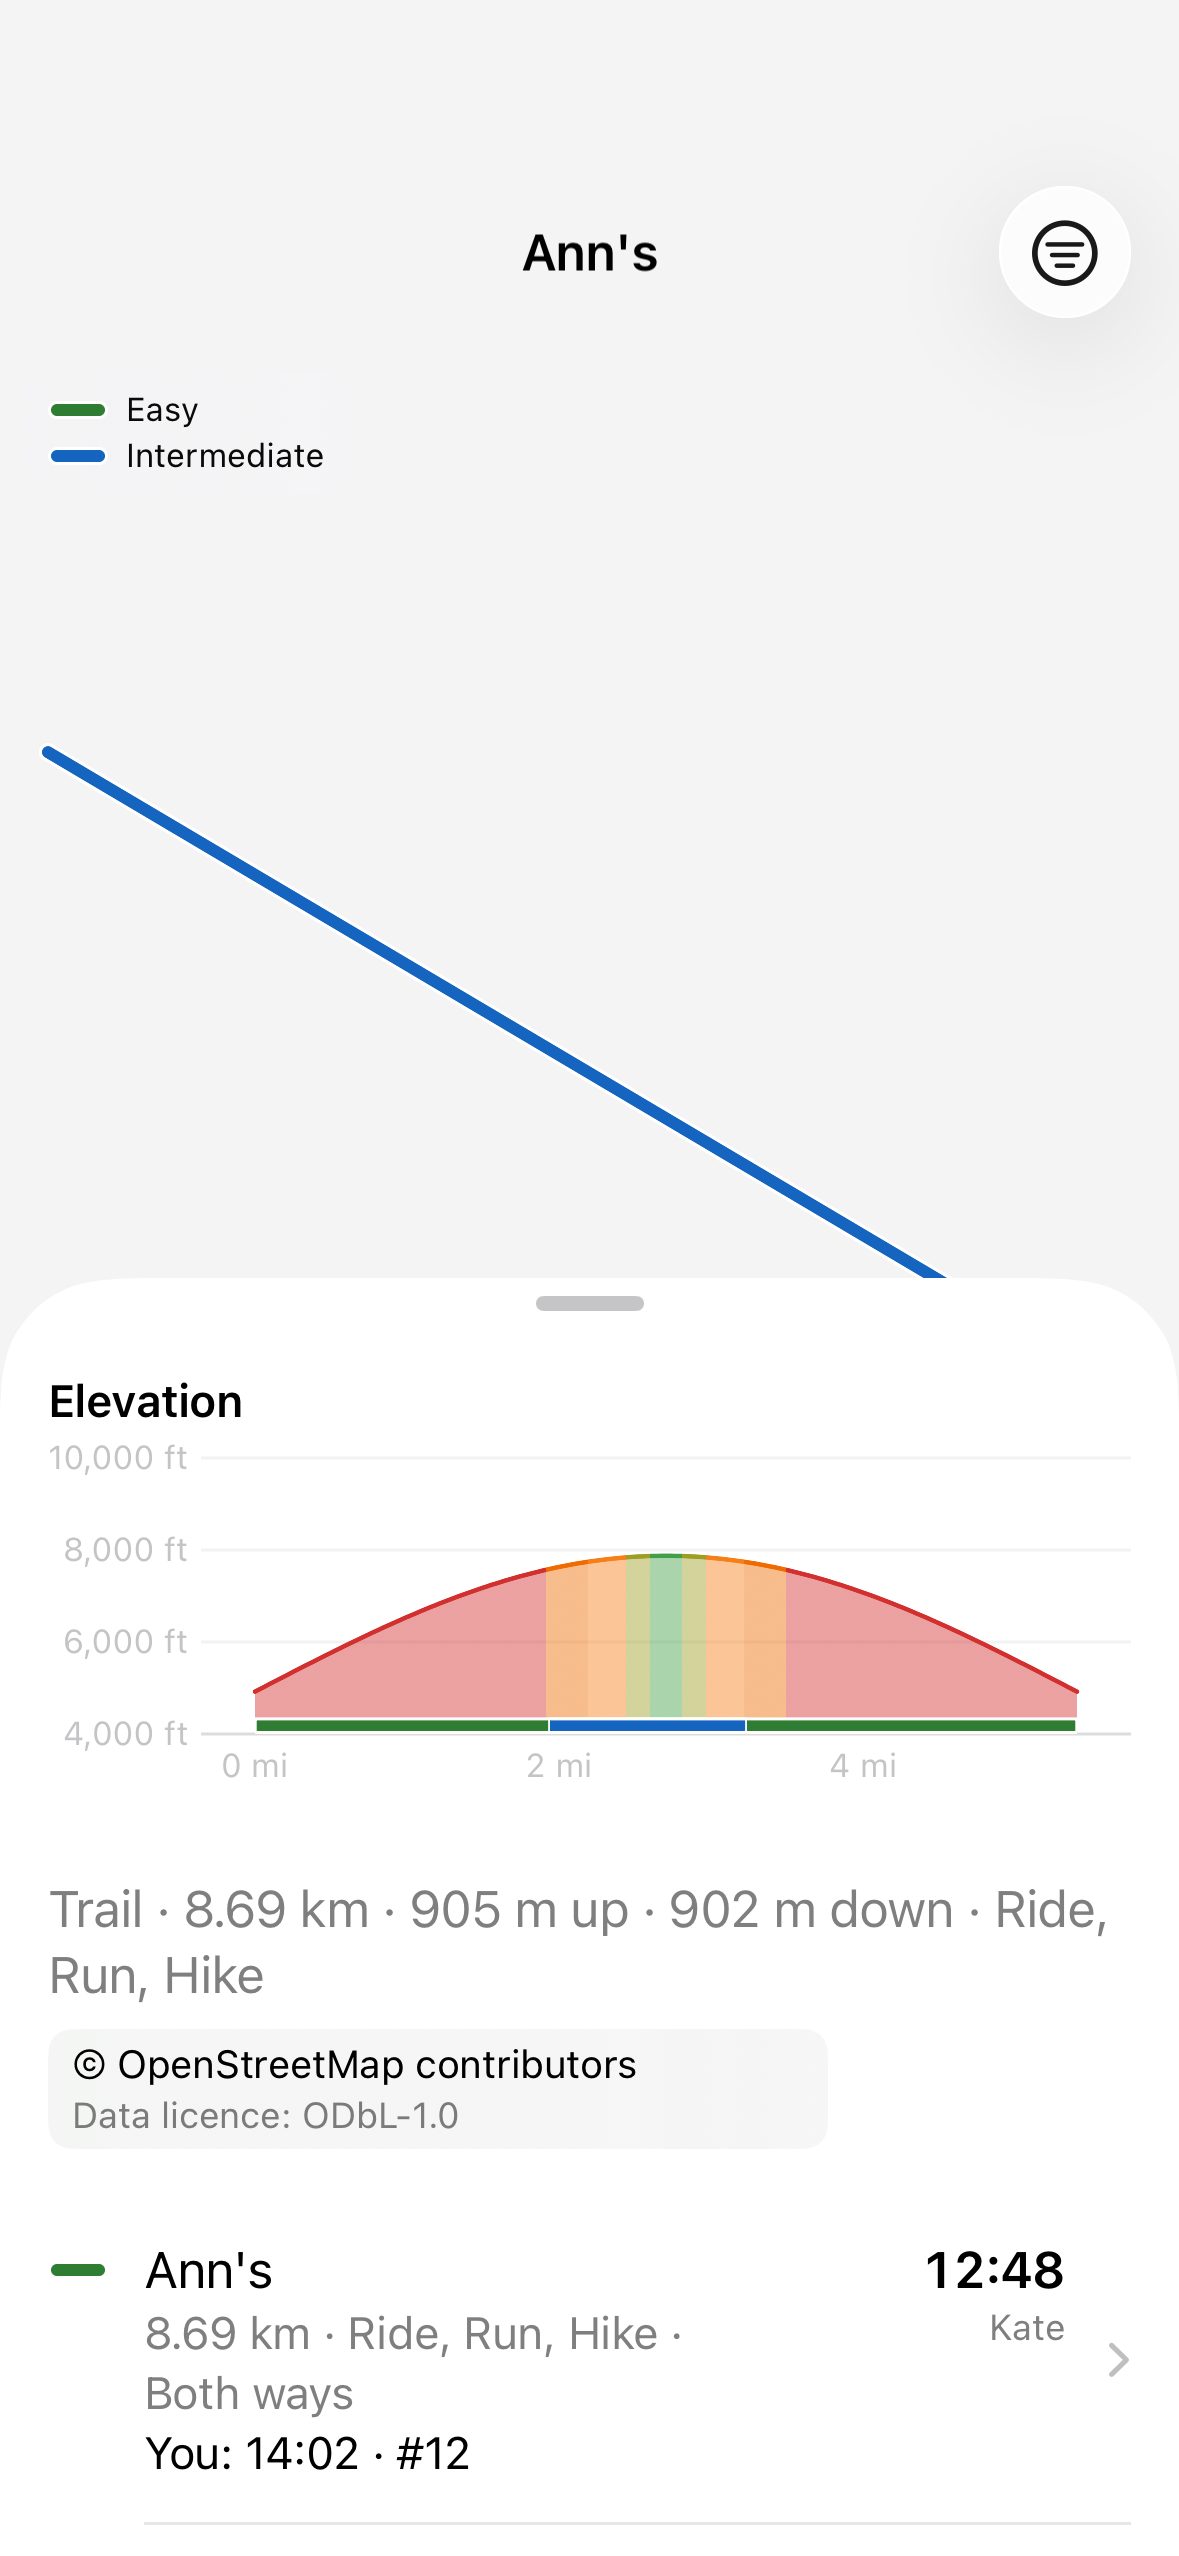 Ann's
Easy
Intermediate
Elevation
10,000 ft
8,000 ft
6,000 ft
4,000 ft
0 mi
2 mi
4 mi
Trail · 8.69 km · 905 m up · 902 m down · Ride,
Run, Hike
© OpenStreetMap contributors
Data licence: ODbL-1.0
Ann's
12:48
8.69 km · Ride, Run, Hike ·
Kate
Both ways
You: 14:02 · #12